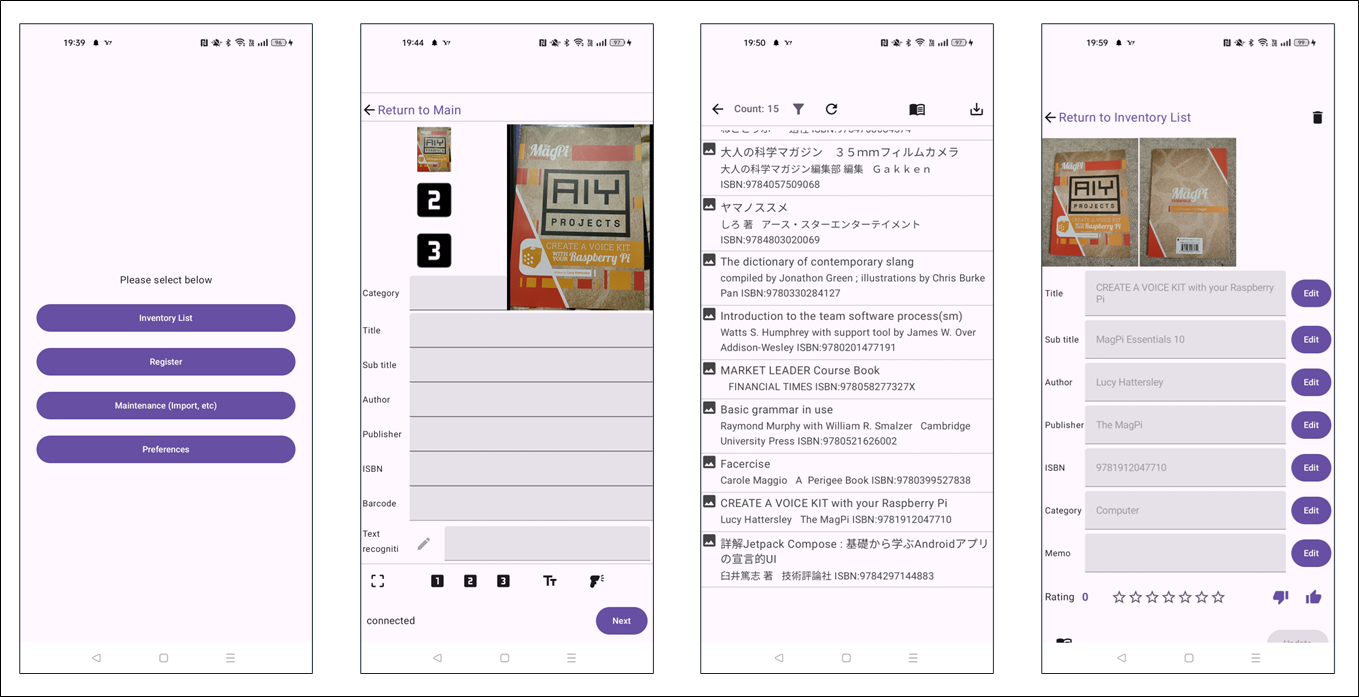 19:39
96
Please select below
Inventory List
Register
Maintenance (Import, etc)
Preferences
19:44
97
Return to Main
MagPi
AIY
PROJECTS
CREATE A VOICE KIT
WITH YOUR Raspberry Pi
2
3
Category
Title
Sub title
Author
Publisher
ISBN
Barcode
Text
recogniti
1 2 3 Tt
connected
Next
19:50
97
Count: 15
大人の科学マガジン　３５mmフィルムカメラ
大人の科学マガジン編集部 編集　Ｇａｋｋｅｎ
ISBN:9784057509068
ヤマノススメ
しろ 著　アース・スターエンターテイメント
ISBN:9784803020069
The dictionary of contemporary slang
compiled by Jonathon Green ; illustrations by Chris Burke
Pan ISBN:9780330284127
Introduction to the team software process(sm)
Watts S. Humphrey with support tool by James W. Over
Addison-Wesley ISBN:9780201477191
MARKET LEADER Course Book
FINANCIAL TIMES ISBN:978058277327X
Basic grammar in use
Raymond Murphy with William R. Smalzer Cambridge
University Press ISBN:9780521626002
Facercise
Carole Maggio A Perigee Book ISBN:9780399527838
CREATE A VOICE KIT with your Raspberry Pi
Lucy Hattersley The MagPi ISBN:9781912047710
詳解Jetpack Compose : 基礎から学ぶAndroidアプリ
の宣言的UI
臼井篤志 著　技術評論社 ISBN:9784297144883
19:59
99
Return to Inventory List
MagPi
AIY
PROJECTS
CREATE A VOICE KIT
Raspberry Pi
MagPi
Title
CREATE A VOICE KIT with your Raspberry
Pi
Edit
Sub title
MagPi Essentials 10
Edit
Author
Lucy Hattersley
Edit
Publisher
The MagPi
Edit
ISBN
9781912047710
Edit
Category
Computer
Edit
Memo
Edit
Rating 0